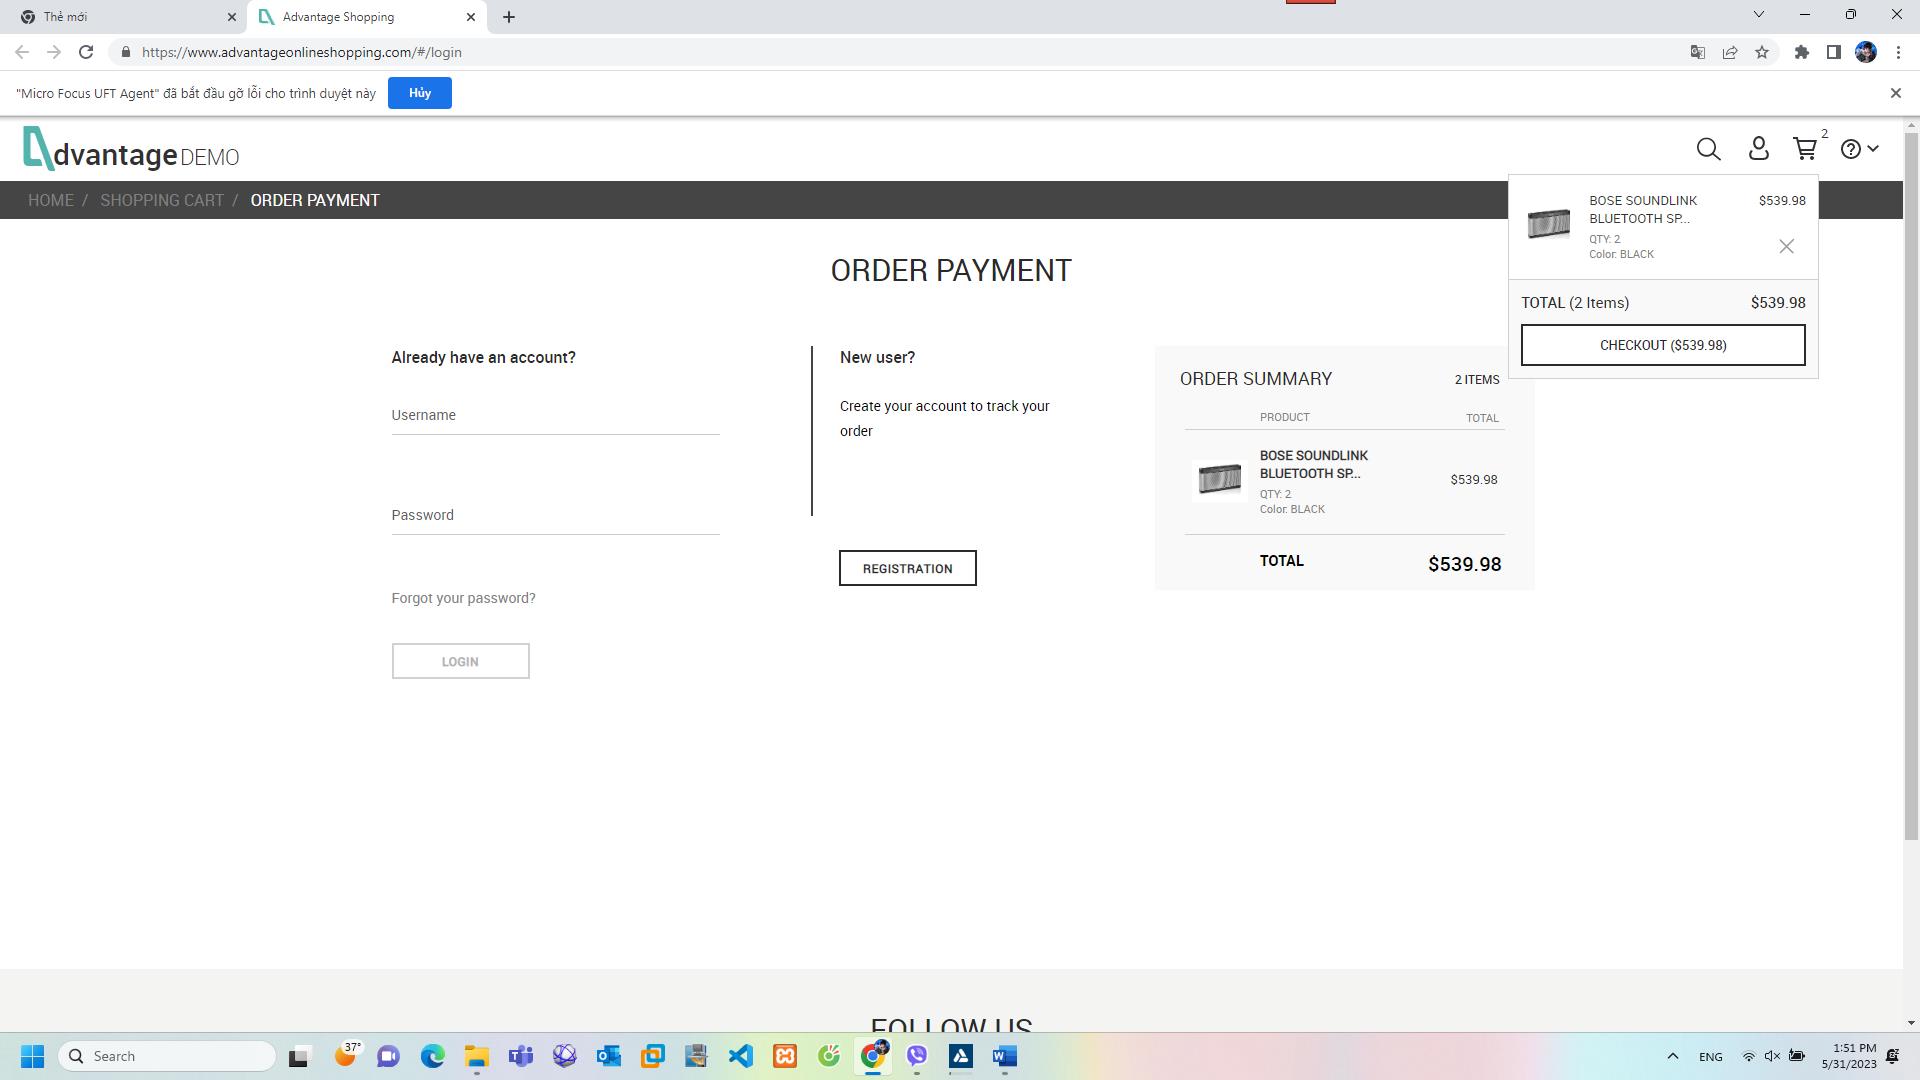 Thẻ mới
Advantage Shopping
https://www.advantageonlineshopping.com/#/login
"Micro Focus UFT Agent" đã bắt đầu gỡ lỗi cho trình duyệt này
Hủy
dvantage DEMO
2
HOME / SHOPPING CART / ORDER PAYMENT
BOSE SOUNDLINK
BLUETOOTH SP...
$539.98
QTY: 2
Color: BLACK
TOTAL (2 Items) $539.98
CHECKOUT ($539.98)
ORDER PAYMENT
Already have an account?
Username
Password
Forgot your password?
LOGIN
New user?
Create your account to track your
order
REGISTRATION
ORDER SUMMARY 2 ITEMS
PRODUCT TOTAL
BOSE SOUNDLINK
BLUETOOTH SP...
$539.98
QTY: 2
Color: BLACK
TOTAL $539.98
FOLLOW US
Search
37°
ENG
1:51 PM
5/31/2023